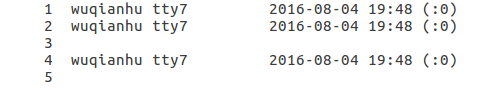 1 wuqianhu tty7         2016-08-04 19:48 (:0)
2 wuqianhu tty7         2016-08-04 19:48 (:0)
3
4 wuqianhu tty7         2016-08-04 19:48 (:0)
5